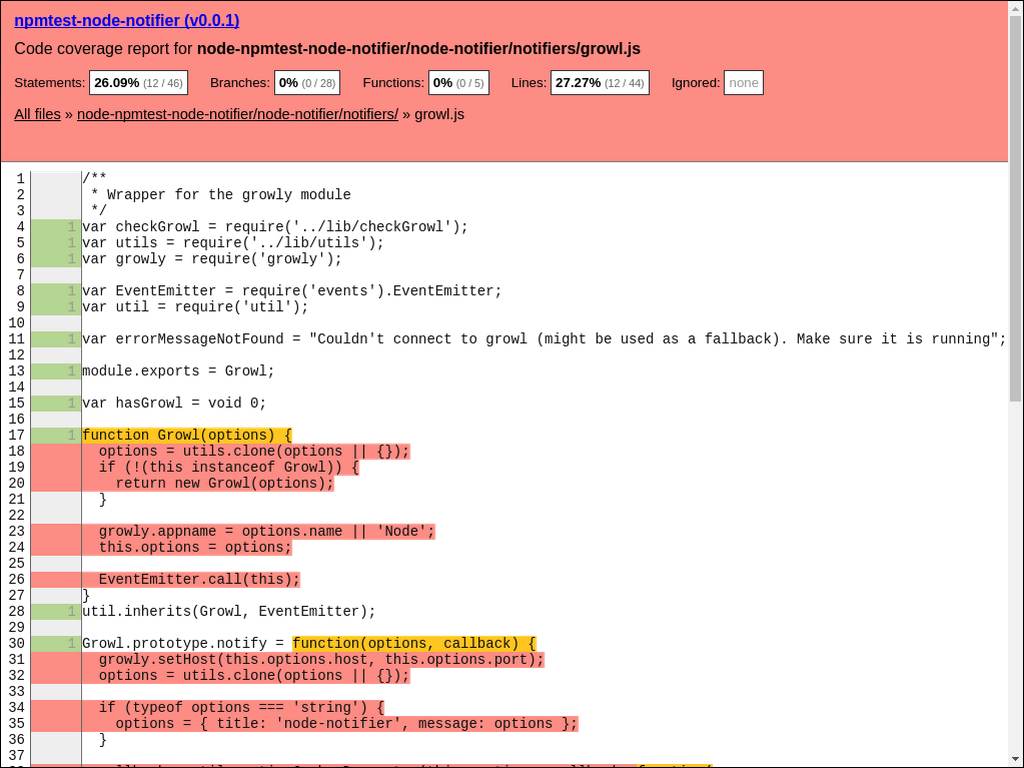 npmtest-node-notifier (v0.0.1)
Code coverage report for node-npmtest-node-notifier/node-notifier/notifiers/growl.js
Statements: 26.09% (12 / 46) Branches: 0% (0 / 28) Functions: 0% (0 / 5) Lines: 27.27% (12 / 44) Ignored: none
All files » node-npmtest-node-notifier/node-notifier/notifiers/ » growl.js
1 /**
2  * Wrapper for the growly module
3  */
4 1 var checkGrowl = require('../lib/checkGrowl');
5 1 var utils = require('../lib/utils');
6 1 var growly = require('growly');
7
8 1 var EventEmitter = require('events').EventEmitter;
9 1 var util = require('util');
10
11 1 var errorMessageNotFound = "Couldn't connect to growl (might be used as a fallback). Make sure it is running";
12
13 1 module.exports = Growl;
14
15 1 var hasGrowl = void 0;
16
17 1 function Growl(options) {
18   options = utils.clone(options || {});
19   if (!(this instanceof Growl)) {
20     return new Growl(options);
21   }
22
23   growly.appname = options.name || 'Node';
24   this.options = options;
25
26   EventEmitter.call(this);
27 }
28 1 util.inherits(Growl, EventEmitter);
29
30 1 Growl.prototype.notify = function(options, callback) {
31   growly.setHost(this.options.host, this.options.port);
32   options = utils.clone(options || {});
33
34   if (typeof options === 'string') {
35     options = { title: 'node-notifier', message: options };
36   }
37